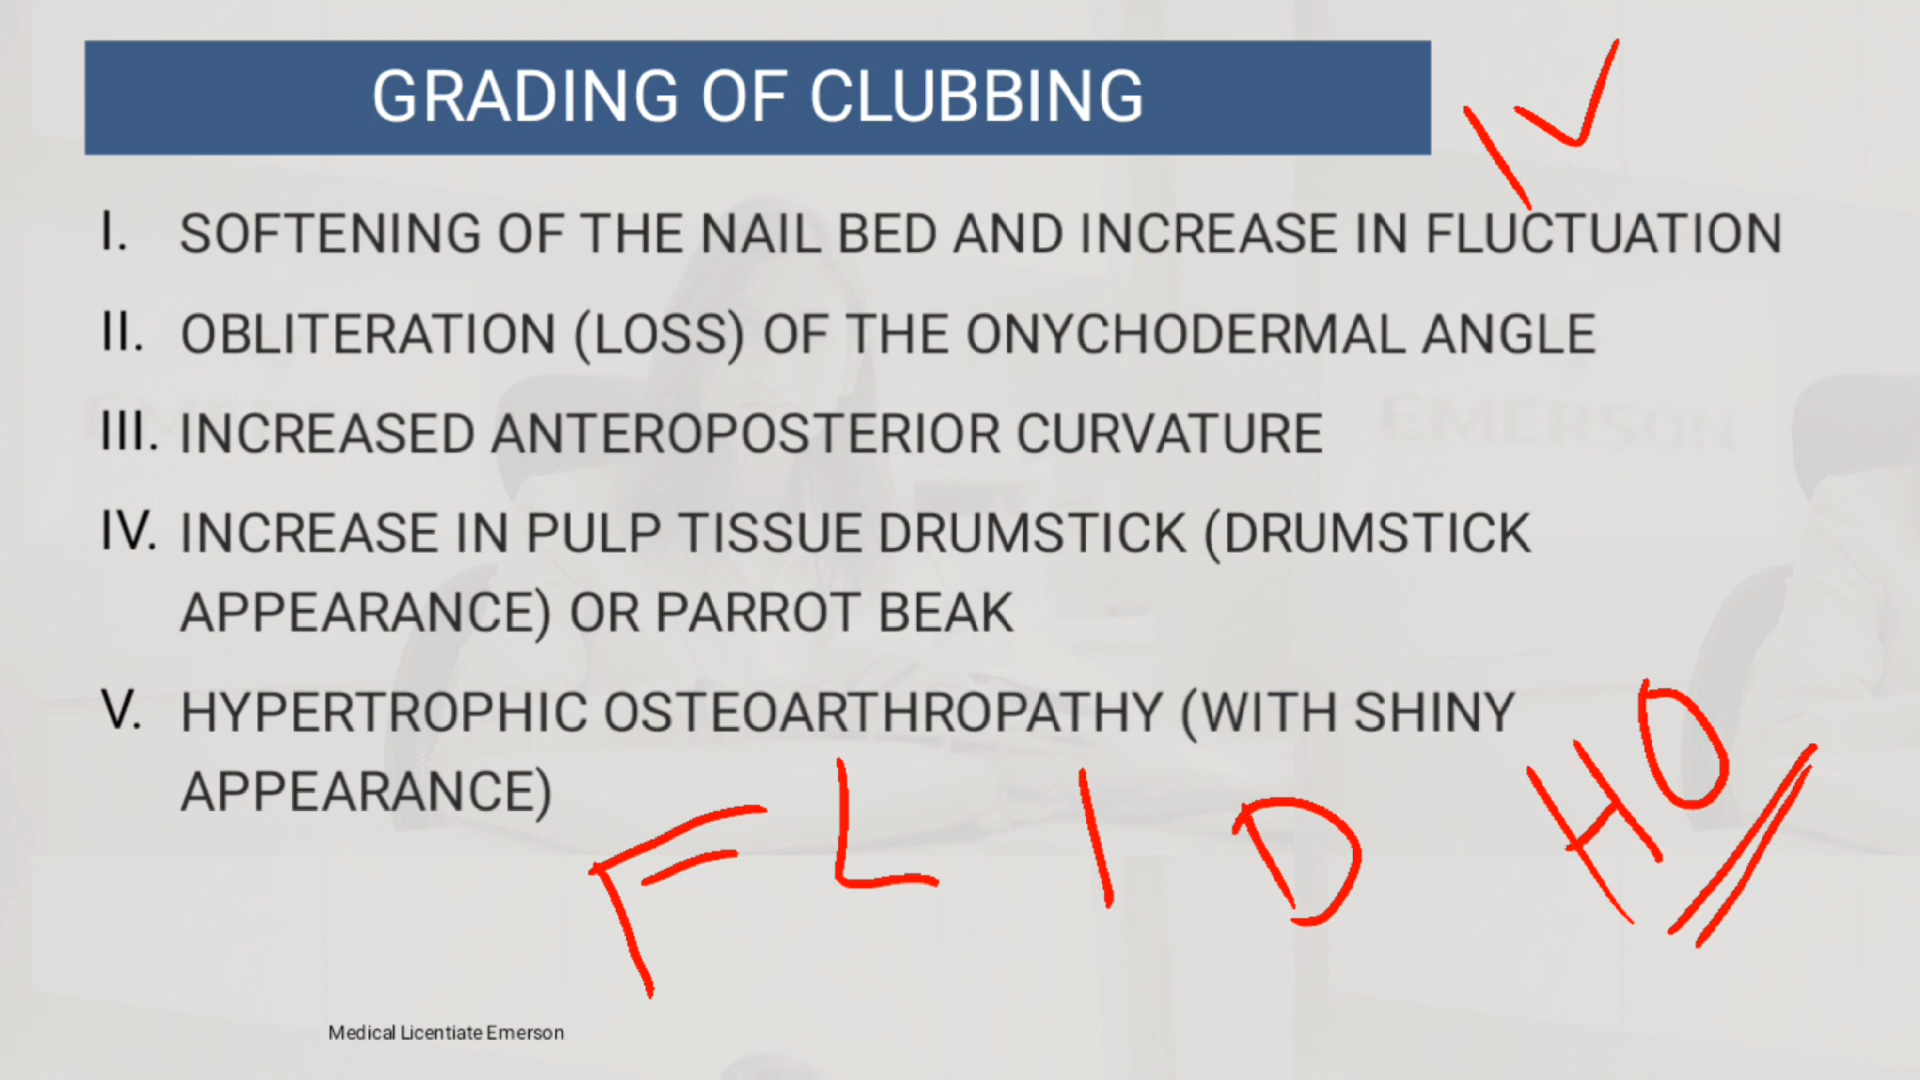 GRADING OF CLUBBING
IV
I. SOFTENING OF THE NAIL BED AND INCREASE IN FLUCTUATION
II. OBLITERATION (LOSS) OF THE ONYCHODERMAL ANGLE
EMERSON
III. INCREASED ANTEROPOSTERIOR CURVATURE
IV. INCREASE IN PULP TISSUE DRUMSTICK (DRUMSTICK
APPEARANCE) OR PARROT BEAK
V. HYPERTROPHIC OSTEOARTHROPATHY (WITH SHINY
APPEARANCE)
F L I D HO
Medical Licentiate Emerson